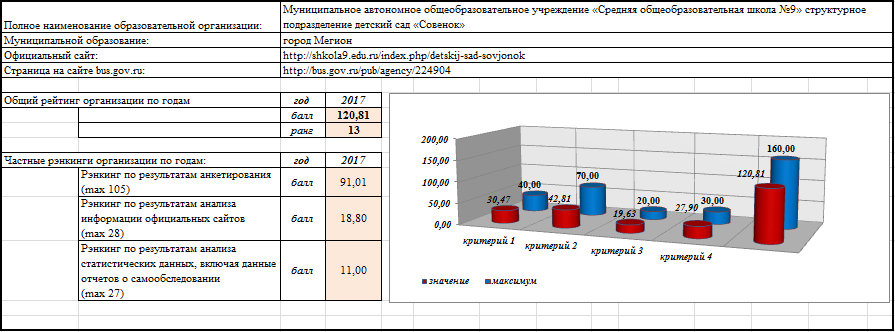 Полное наименование образовательной организации:
Муниципальное автономное общеобразовательное учреждение «Средняя общеобразовательная школа №9» структурное
подразделение детский сад «Совенок»
Муниципальное образование:
город Мегион
Официальный сайт:
http://shkola9.edu.ru/index.php/detskij-sad-sovjonok
Страница на сайте bus.gov.ru:
http://bus.gov.ru/pub/agency/224904
Общий рейтинг организации по годам
год
2017
балл
120,81
ранг
13
Частные рэнкинги организации по годам:
год
2017
Рэнкинг по результатам анкетирования
(max 105)
балл
91,01
Рэнкинг по результатам анализа
информации официальных сайтов
(max 28)
балл
18,80
Рэнкинг по результатам анализа
статистических данных, включая данные
отчетов о самообследовании
(max 27)
балл
11,00
200,00
150,00
100,00
50,00
0,00
30,47
40,00
42,81
70,00
19,63
20,00
27,90
30,00
120,81
160,00
критерий 1
критерий 2
критерий 3
критерий 4
значение
максимум